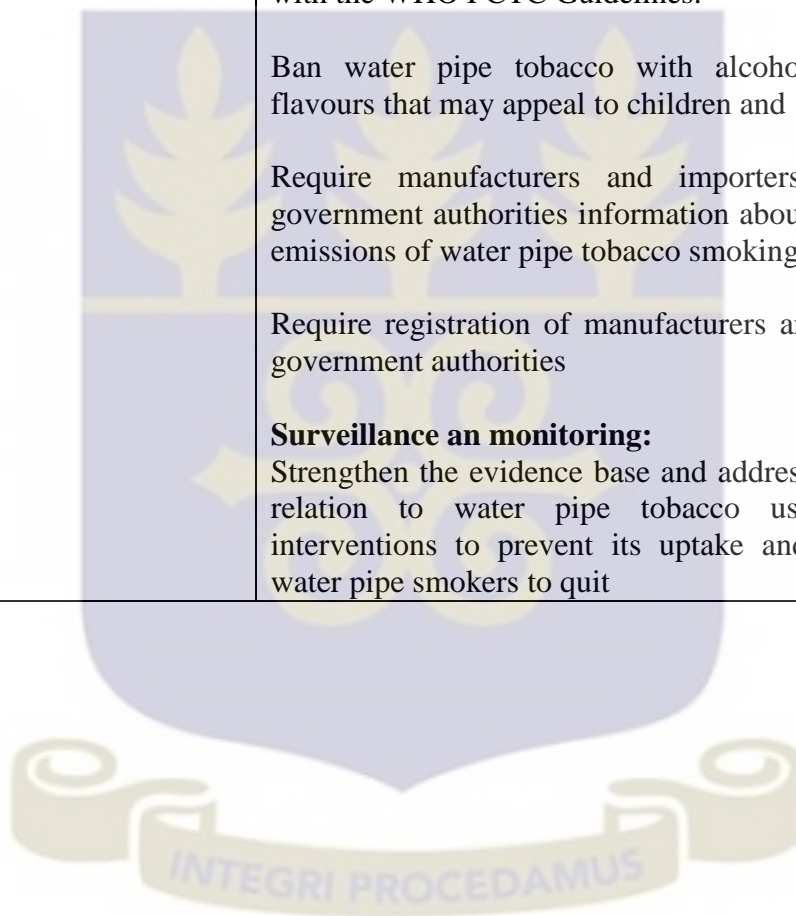 with the WHO FCTC Guidelines.
Ban water pipe tobacco with alcoho
flavours that may appeal to children and
Require manufacturers and importers
government authorities information abou
emissions of water pipe tobacco smoking
Require registration of manufacturers a
government authorities
Surveillance an monitoring:
Strengthen the evidence base and addres
relation to water pipe tobacco us
interventions to prevent its uptake and
water pipe smokers to quit
INTEGRI PROCEDAMUS